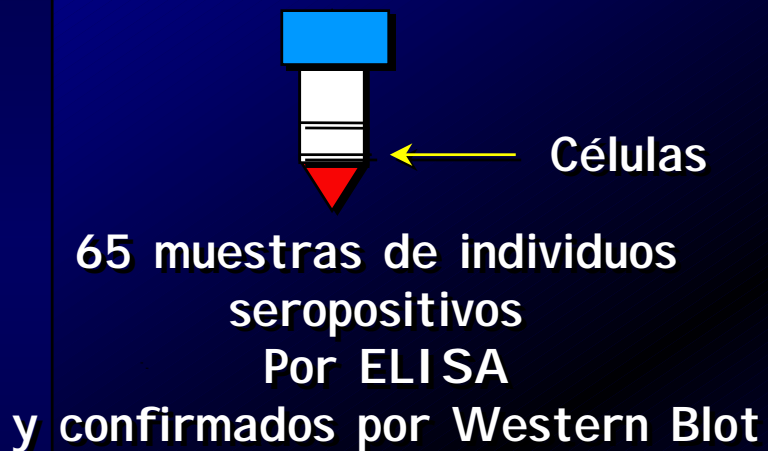 Células
65 muestras de individuos
seropositivos
Por ELISA
y confirmados por Western Blot